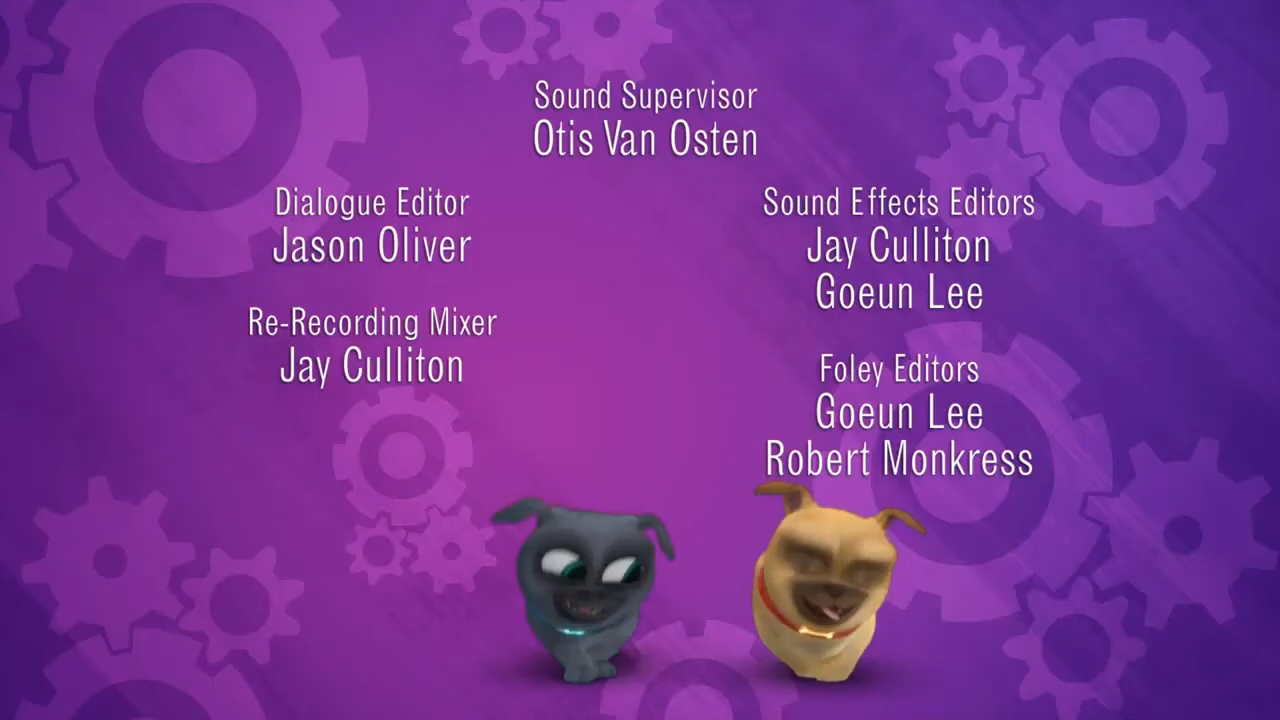 Sound Supervisor
Otis Van Osten
Dialogue Editor
Jason Oliver
Re-Recording Mixer
Jay Culliton
Sound Effects Editors
Jay Culliton
Goeun Lee
Foley Editors
Goeun Lee
Robert Monkress